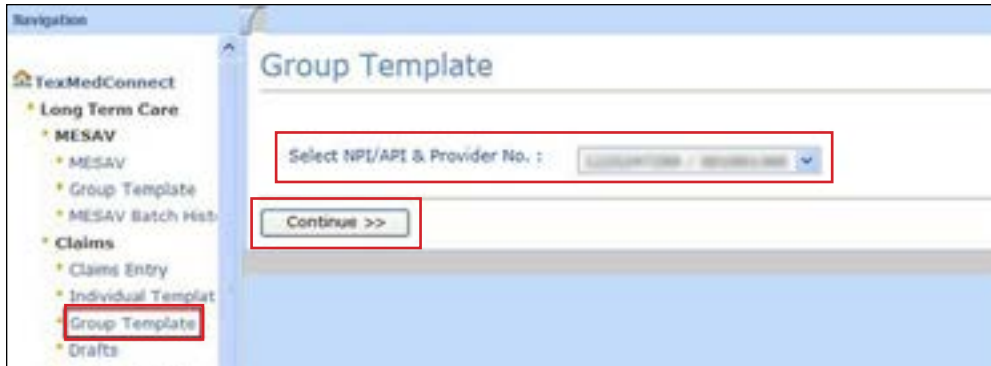 Navigation
TexMedConnect
Long Term Care
MESAV
MESAV
Group Template
MESAV Batch Hist
Claims
Claims Entry
Individual Templat
Group Template
Drafts
Group Template
Select NPI/API & Provider No. :
Continue >>